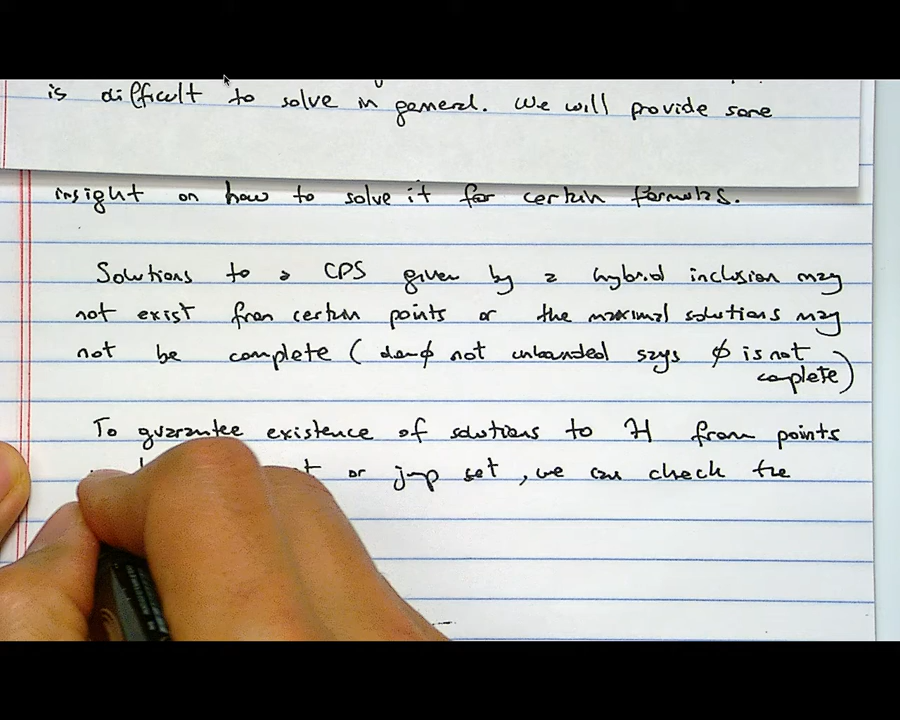 is difficult to solve in general. We will provide some
insight on how to solve it for certain formulas.
Solutions to a CPS given by a hybrid inclusion may
not exist from certain points or the maximal solutions may
not be complete ( dom ϕ not unbounded says ϕ is not
complete )
To guarantee existence of solutions to H from points
or jump set , we can check the